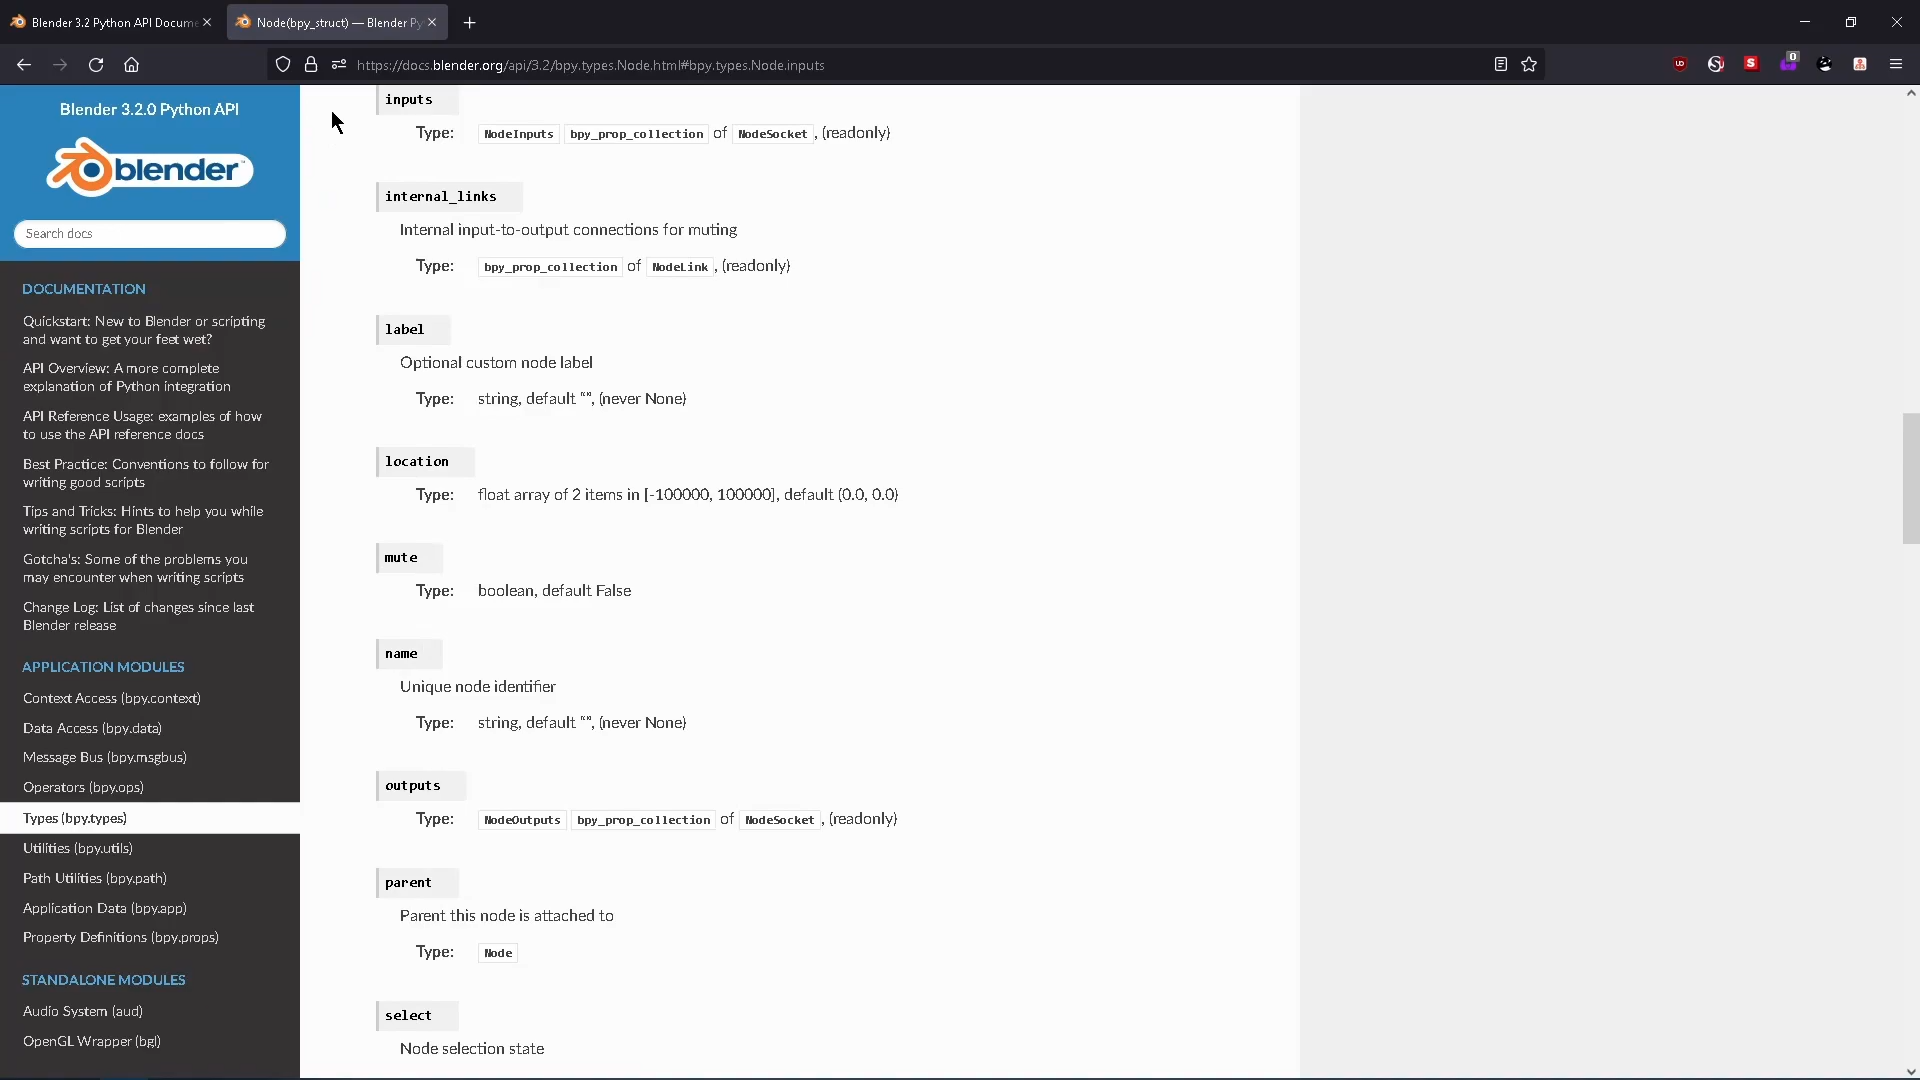 Blender 3.2 Python API Docume
Node(bpy_struct) — Blender Py
https://docs.blender.org/api/3.2/bpy.types.Node.html#bpy.types.Node.inputs
0
Blender 3.2.0 Python API
blender
Search docs
DOCUMENTATION
Quickstart: New to Blender or scripting
and want to get your feet wet?
API Overview: A more complete
explanation of Python integration
API Reference Usage: examples of how
to use the API reference docs
Best Practice: Conventions to follow for
writing good scripts
Tips and Tricks: Hints to help you while
writing scripts for Blender
Gotcha's: Some of the problems you
may encounter when writing scripts
Change Log: List of changes since last
Blender release
APPLICATION MODULES
Context Access (bpy.context)
Data Access (bpy.data)
Message Bus (bpy.msgbus)
Operators (bpy.ops)
Types (bpy.types)
Utilities (bpy.utils)
Path Utilities (bpy.path)
Application Data (bpy.app)
Property Definitions (bpy.props)
STANDALONE MODULES
Audio System (aud)
OpenGL Wrapper (bgl)
inputs
Type: NodeInputs bpy_prop_collection of NodeSocket, (readonly)
internal_links
Internal input-to-output connections for muting
Type: bpy_prop_collection of NodeLink, (readonly)
label
Optional custom node label
Type: string, default “”, (never None)
location
Type: float array of 2 items in [-100000, 100000], default (0.0, 0.0)
mute
Type: boolean, default False
name
Unique node identifier
Type: string, default “”, (never None)
outputs
Type: NodeOutputs bpy_prop_collection of NodeSocket, (readonly)
parent
Parent this node is attached to
Type: Node
select
Node selection state